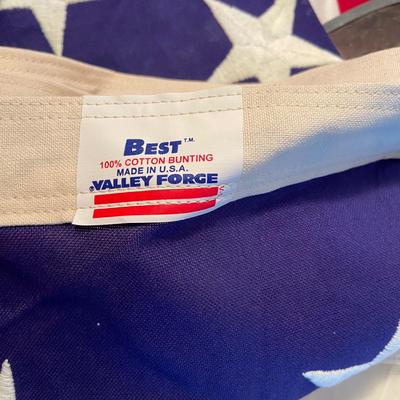 BEST™
100% COTTON BUNTING
MADE IN U.S.A.
VALLEY FORGE